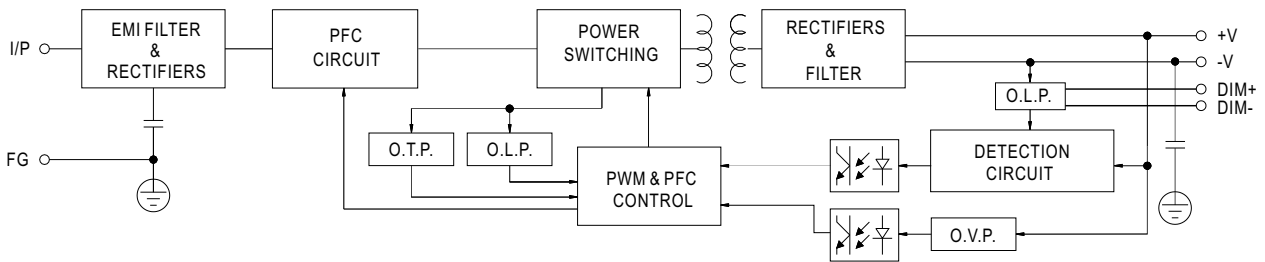 I/P
EMI FILTER
&
RECTIFIERS
PFC
CIRCUIT
POWER
SWITCHING
RECTIFIERS
&
FILTER
+V
-V
DIM+
DIM-
O.L.P.
FG
O.T.P.
O.L.P.
PWM & PFC
CONTROL
DETECTION
CIRCUIT
O.V.P.